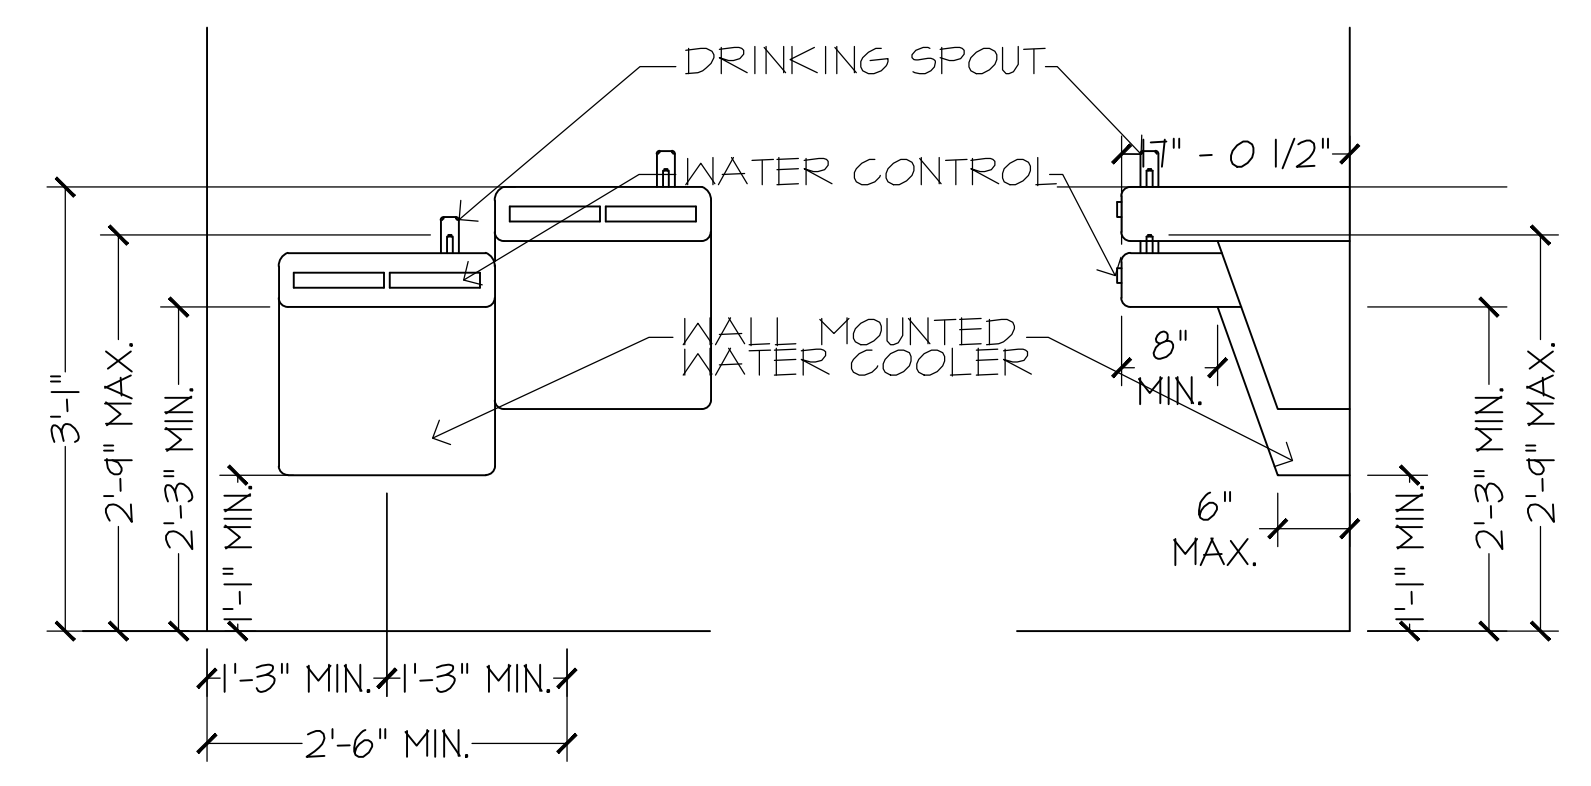 DRINKING SPOUT
17" - 0 1/2"
WATER CONTROL
WALL MOUNTED
WATER COOLER
8"
MIN.
3'-1"
2'-9" MAX.
2'-3" MIN.
1'-1" MIN.
6"
MAX.
1'-1" MIN.
2'-3" MIN.
2'-9" MAX.
1'-3" MIN.
1'-3" MIN.
2'-6" MIN.